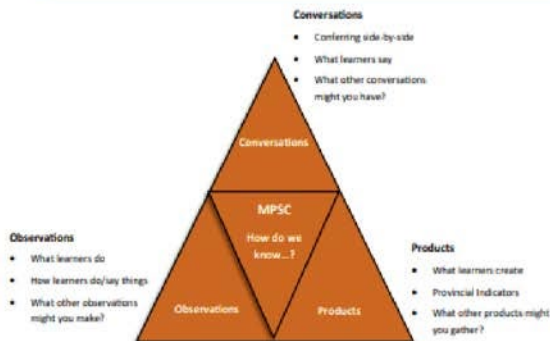 Conversations
• Conferring side-by-side
• What learners say
• What other conversations
might you have?
Conversations
MPSC
How do we
know...?
Observations
• What learners do
• How learners do/say things
• What other observations
might you make?
Observations
Products
Products
• What learners create
• Provincial Indicators
• What other products might
you gather?